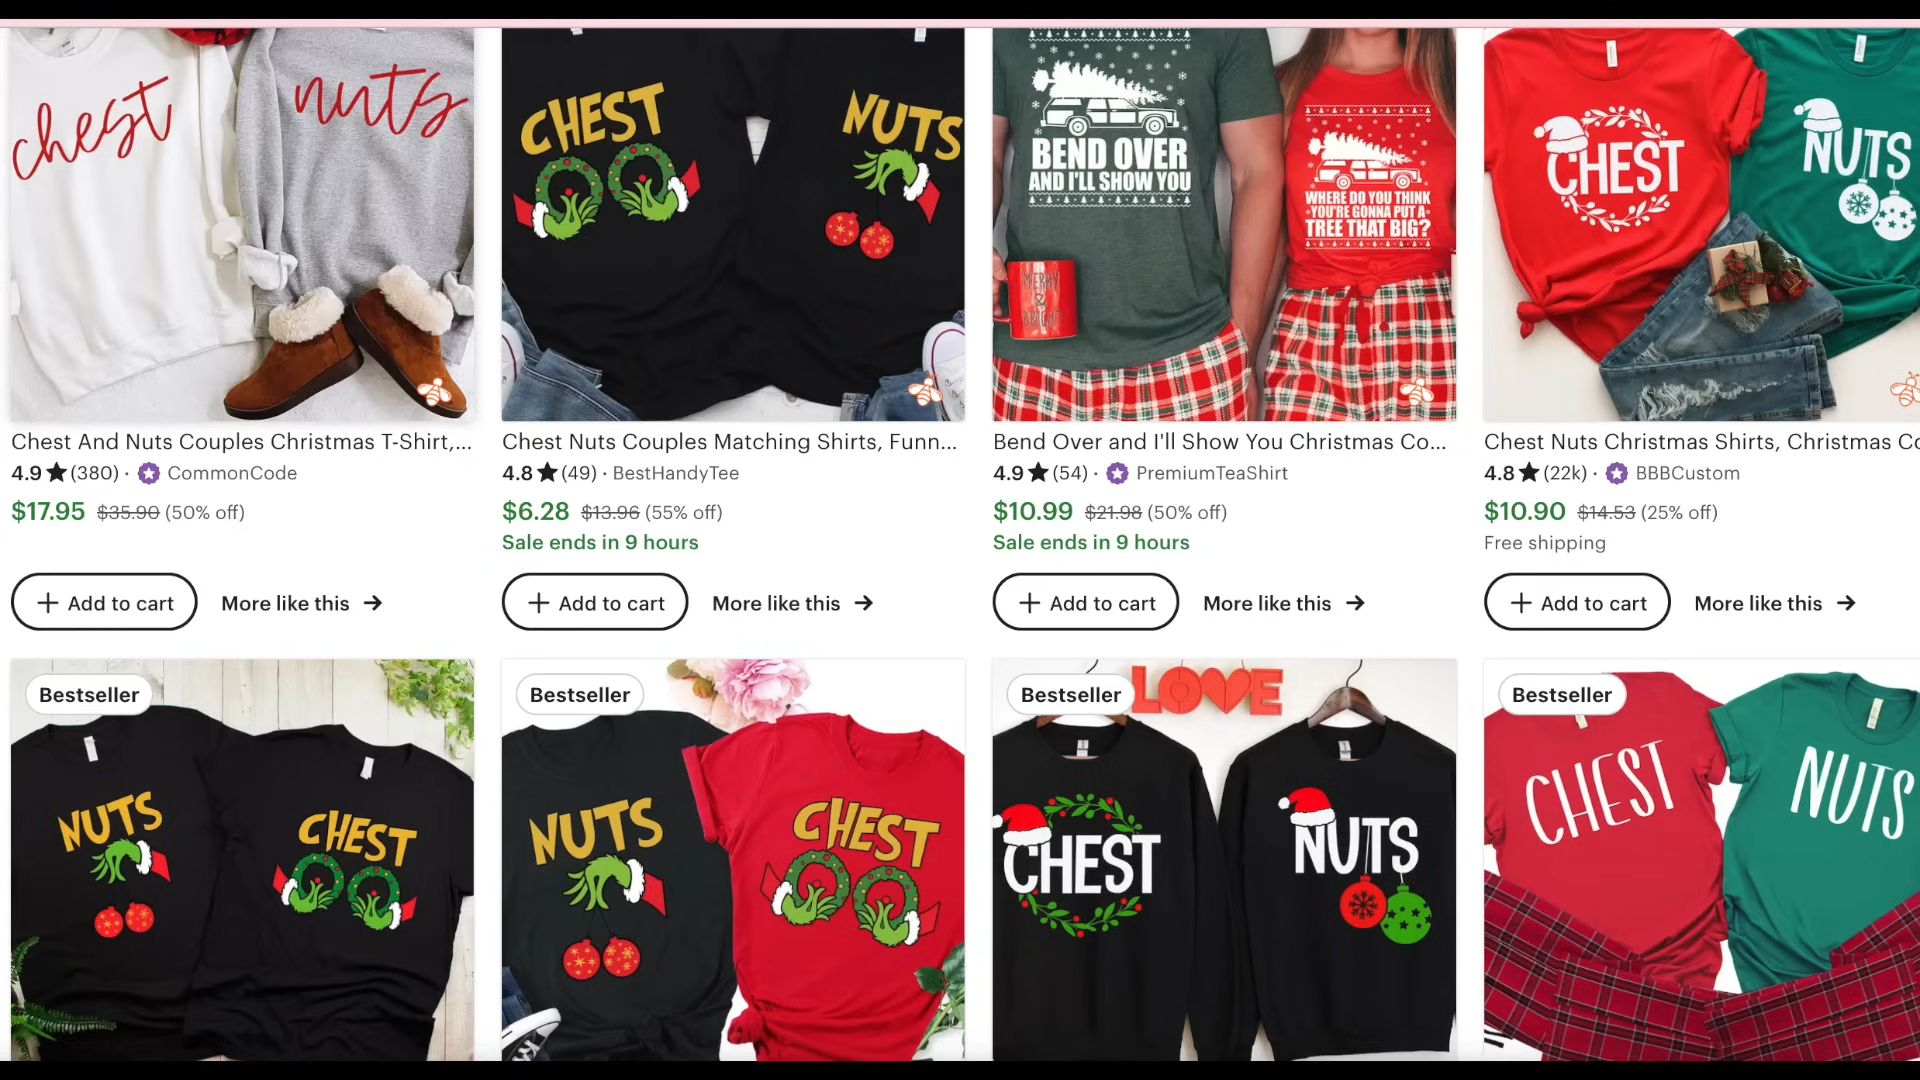 chest
nuts
CHEST
NUTS
BEND OVER
AND I'LL SHOW YOU
WHERE DO YOU THINK
YOU'RE GONNA PUT A
TREE THAT BIG?
MERRY
&
BRIGHT
CHEST
NUTS
Chest And Nuts Couples Christmas T-Shirt,...
4.9 ★ (380) · CommonCode
$17.95 $35.90 (50% off)
+ Add to cart More like this →
Chest Nuts Couples Matching Shirts, Funn...
4.8 ★ (49) · BestHandyTee
$6.28 $13.96 (55% off)
Sale ends in 9 hours
+ Add to cart More like this →
Bend Over and I'll Show You Christmas Co...
4.9 ★ (54) · PremiumTeaShirt
$10.99 $21.98 (50% off)
Sale ends in 9 hours
+ Add to cart More like this →
Chest Nuts Christmas Shirts, Christmas Co
4.8 ★ (22k) · BBBCustom
$10.90 $14.53 (25% off)
Free shipping
+ Add to cart More like this →
Bestseller
NUTS
CHEST
Bestseller
NUTS
CHEST
Bestseller
LOVE
CHEST
NUTS
Bestseller
CHEST
NUTS